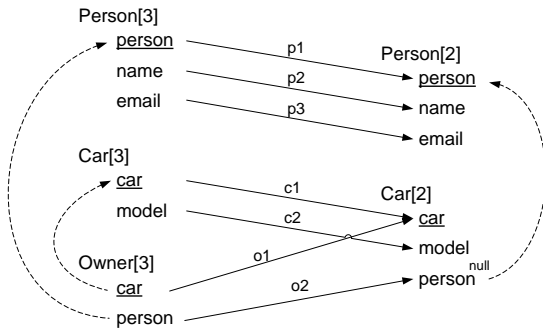 Person[3]
person
name
email
p1
p2
p3
Person[2]
person
name
email
Car[3]
car
model
c1
c2
o1
Car[2]
car
model
person null
Owner[3]
car
person
o2